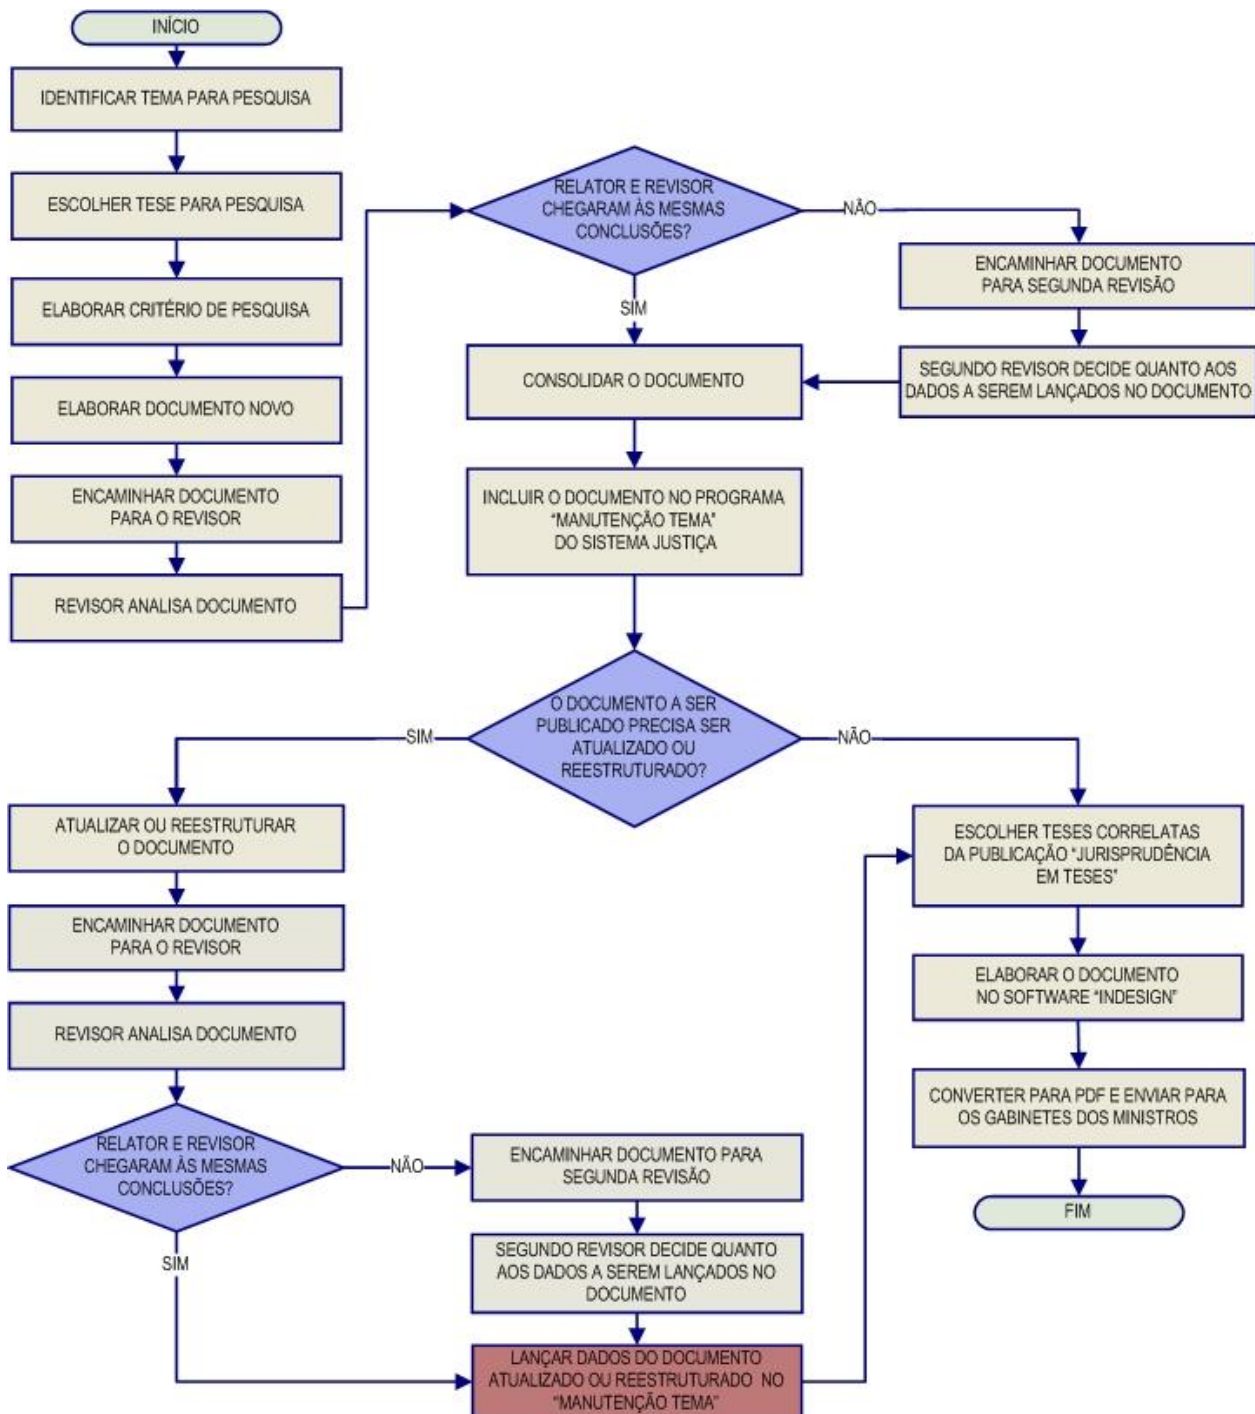 INÍCIO
IDENTIFICAR TEMA PARA PESQUISA
ESCOLHER TESE PARA PESQUISA
ELABORAR CRITÉRIO DE PESQUISA
ELABORAR DOCUMENTO NOVO
ENCAMINHAR DOCUMENTO
PARA O REVISOR
REVISOR ANALISA DOCUMENTO
RELATOR E REVISOR
CHEGARAM ÀS MESMAS
CONCLUSÕES?
NÃO
ENCAMINHAR DOCUMENTO
PARA SEGUNDA REVISÃO
SEGUNDO REVISOR DECIDE QUANTO AOS
DADOS A SEREM LANÇADOS NO DOCUMENTO
SIM
CONSOLIDAR O DOCUMENTO
INCLUIR O DOCUMENTO NO PROGRAMA
“MANUTENÇÃO TEMA”
DO SISTEMA JUSTIÇA
O DOCUMENTO A SER
PUBLICADO PRECISA SER
ATUALIZADO OU
REESTRUTURADO?
SIM
NÃO
ATUALIZAR OU REESTRUTURAR
O DOCUMENTO
ENCAMINHAR DOCUMENTO
PARA O REVISOR
REVISOR ANALISA DOCUMENTO
RELATOR E REVISOR
CHEGARAM ÀS MESMAS
CONCLUSÕES?
NÃO
ENCAMINHAR DOCUMENTO PARA
SEGUNDA REVISÃO
SEGUNDO REVISOR DECIDE QUANTO
AOS DADOS A SEREM LANÇADOS NO
DOCUMENTO
SIM
LANÇAR DADOS DO DOCUMENTO
ATUALIZADO OU REESTRUTURADO NO
“MANUTENÇÃO TEMA”
ESCOLHER TESES CORRELATAS
DA PUBLICAÇÃO “JURISPRUDÊNCIA
EM TESES”
ELABORAR O DOCUMENTO
NO SOFTWARE “INDESIGN”
CONVERTER PARA PDF E ENVIAR PARA
OS GABINETES DOS MINISTROS
FIM